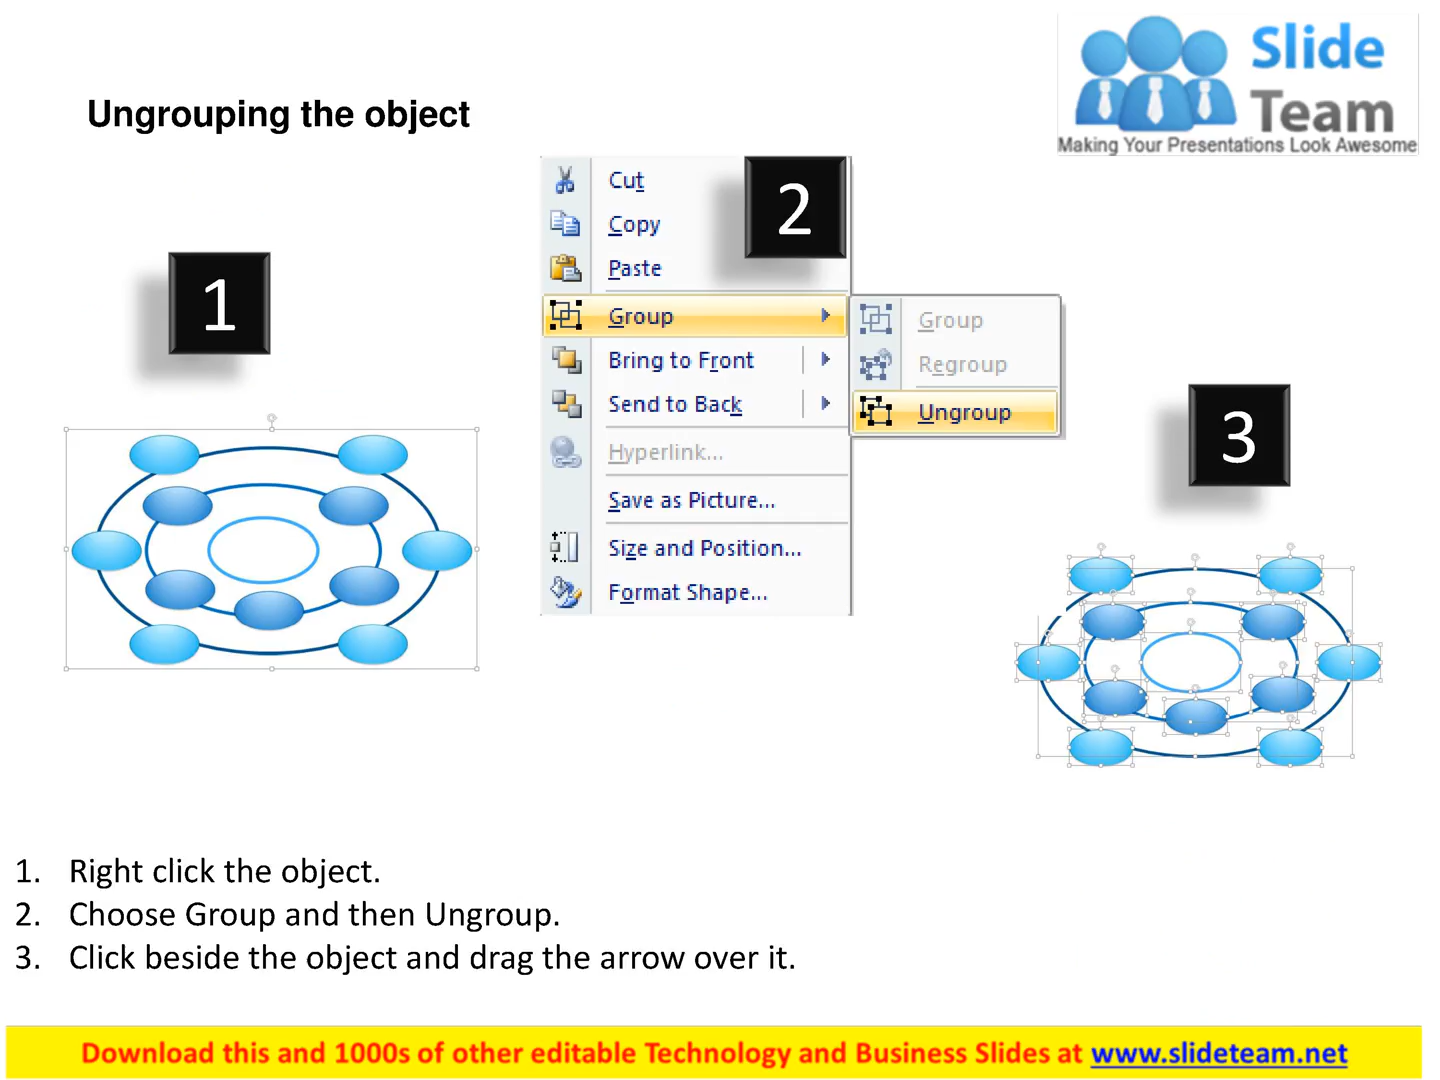 Slide
Team
Making Your Presentations Look Awesome
Ungrouping the object
1
2
Cut
Copy
Paste
Group
Bring to Front
Send to Back
Hyperlink...
Save as Picture...
Size and Position...
Format Shape...
Group
Regroup
Ungroup
3
1. Right click the object.
2. Choose Group and then Ungroup.
3. Click beside the object and drag the arrow over it.
Download this and 1000s of other editable Technology and Business Slides at www.slideteam.net